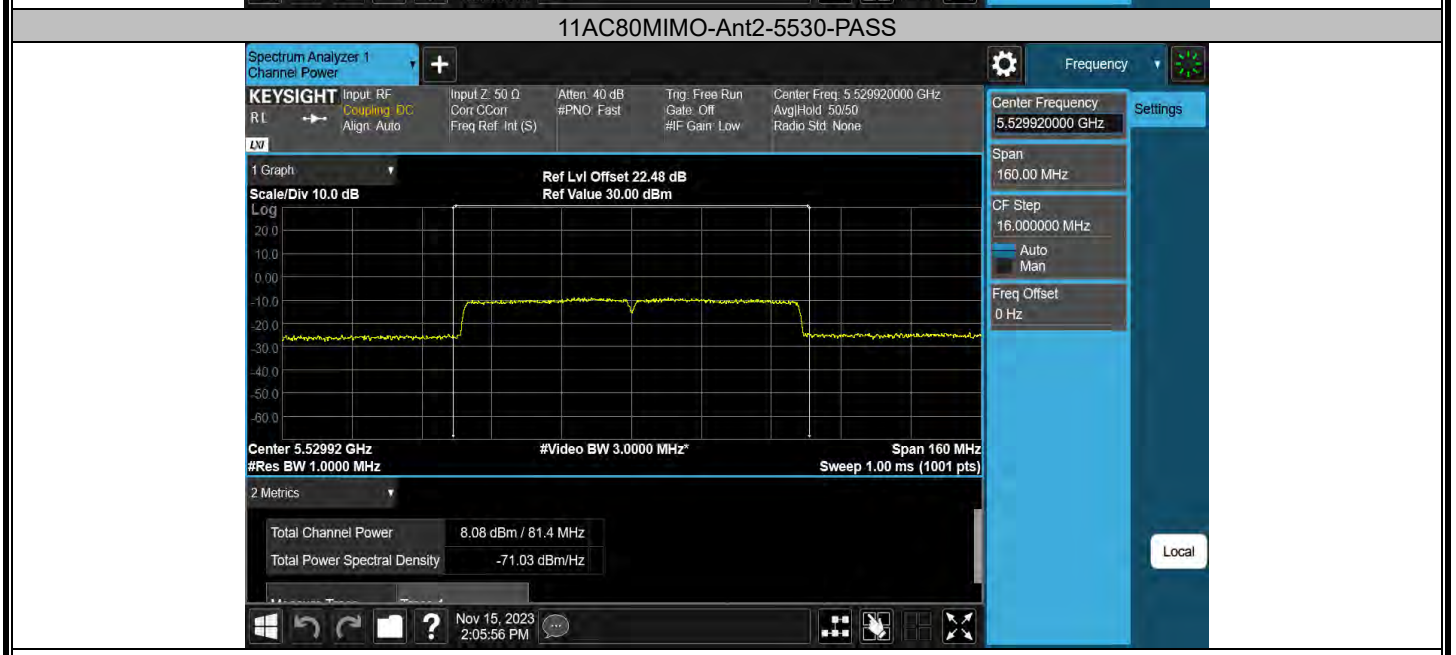 11AC80MIMO-Ant2-5530-PASS
Spectrum Analyzer 1
Channel Power
Frequency
KEYSIGHT
RL
LXI
Input: RF
Coupling: DC
Align: Auto
Input Z: 50 Ω
Corr CCorr
Freq Ref: Int (S)
Atten: 40 dB
#PNO: Fast
Trig: Free Run
Gate: Off
#IF Gain: Low
Center Freq: 5.529920000 GHz
Avg|Hold: 50/50
Radio Std: None
Center Frequency
5.529920000 GHz
Settings
Span
160.00 MHz
CF Step
16.000000 MHz
Auto
Man
Freq Offset
0 Hz
1 Graph
Scale/Div 10.0 dB
Ref Lvl Offset 22.48 dB
Ref Value 30.00 dBm
Log
20.0
10.0
0.00
-10.0
-20.0
-30.0
-40.0
-50.0
-60.0
Center 5.52992 GHz
#Video BW 3.0000 MHz*
Span 160 MHz
#Res BW 1.0000 MHz
Sweep 1.00 ms (1001 pts)
2 Metrics
Total Channel Power 8.08 dBm / 81.4 MHz
Total Power Spectral Density -71.03 dBm/Hz
Local
?
Nov 15, 2023
2:05:56 PM